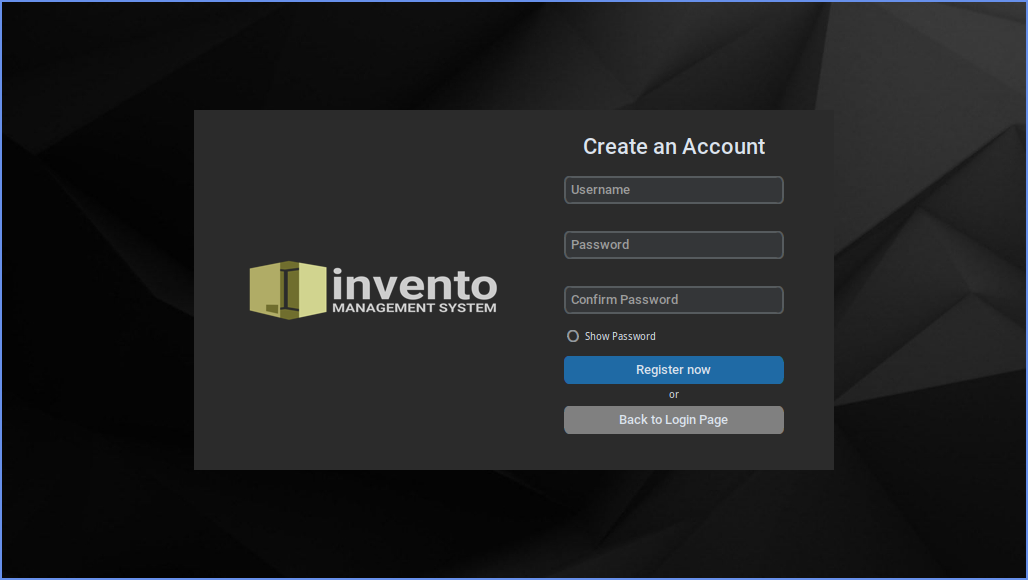 Create an Account
Username
Password
invento
MANAGEMENT SYSTEM
Confirm Password
Show Password
Register now
or
Back to Login Page